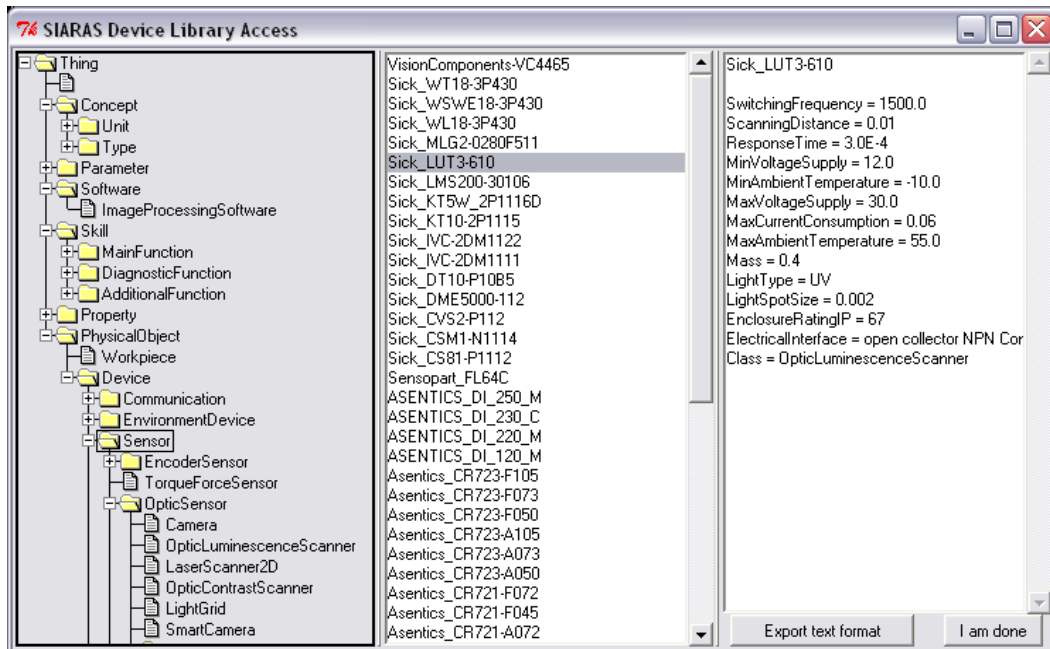 SIARAS Device Library Access
Thing
Concept
Unit
Type
Parameter
Software
ImageProcessingSoftware
Skill
MainFunction
DiagnosticFunction
AdditionalFunction
Property
PhysicalObject
Workpiece
Device
Communication
EnvironmentDevice
Sensor
EncoderSensor
TorqueForceSensor
OpticSensor
Camera
OpticLuminescenceScanner
LaserScanner2D
OpticContrastScanner
LightGrid
SmartCamera
VisionComponents-VC4465
Sick_WT18-3P430
Sick_WSWE18-3P430
Sick_WL18-3P430
Sick_MLG2-0280F511
Sick_LUT3-610
Sick_LMS200-30106
Sick_KT5W_2P1116D
Sick_KT10-2P1115
Sick_IVC-2DM1122
Sick_IVC-2DM1111
Sick_DT10-P10B5
Sick_DME5000-112
Sick_CVS2-P112
Sick_CSM1-N1114
Sick_CS81-P1112
Sensopart_FL64C
ASENTICS_DI_250_M
ASENTICS_DI_230_C
ASENTICS_DI_220_M
ASENTICS_DI_120_M
Asentics_CR723-F105
Asentics_CR723-F073
Asentics_CR723-F050
Asentics_CR723-A105
Asentics_CR723-A073
Asentics_CR723-A050
Asentics_CR721-F072
Asentics_CR721-F045
Asentics_CR721-A072
Sick_LUT3-610
SwitchingFrequency = 1500.0
ScanningDistance = 0.01
ResponseTime = 3.0E-4
MinVoltageSupply = 12.0
MinAmbientTemperature = -10.0
MaxVoltageSupply = 30.0
MaxCurrentConsumption = 0.06
MaxAmbientTemperature = 55.0
Mass = 0.4
LightType = UV
LightSpotSize = 0.002
EnclosureRatingIP = 67
ElectricalInterface = open collector NPN Cor
Class = OpticLuminescenceScanner
Export text format
I am done